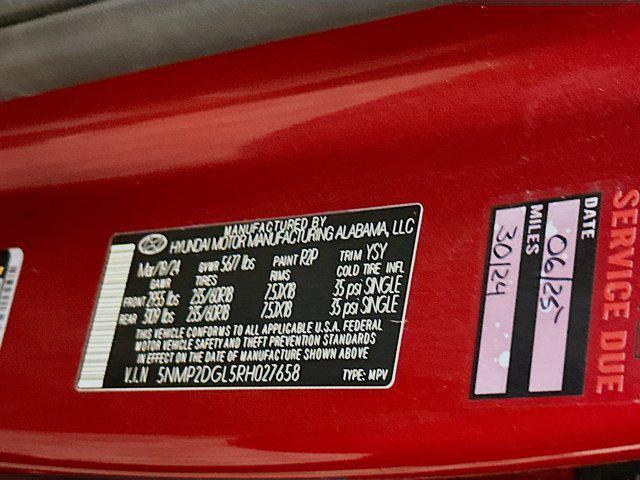 MANUFACTURED BY
HYUNDAI MOTOR MANUFACTURING ALABAMA, LLC
Mar/19/24 GVWR 5677 lbs PAINT R2P TRIM YSY
GAWR TIRES RIMS COLD TIRE INFL
FRONT 2955 lbs 235/60R18 7.5JX18 35 psi SINGLE
REAR 3109 lbs 235/60R18 7.5JX18 35 psi SINGLE
THIS VEHICLE CONFORMS TO ALL APPLICABLE U.S.A. FEDERAL
MOTOR VEHICLE SAFETY AND THEFT PREVENTION STANDARDS
IN EFFECT ON THE DATE OF MANUFACTURE SHOWN ABOVE
V.I.N 5NMP2DGL5RH027658 TYPE: MPV
SERVICE DUE
DATE 06/25
MILES 30124